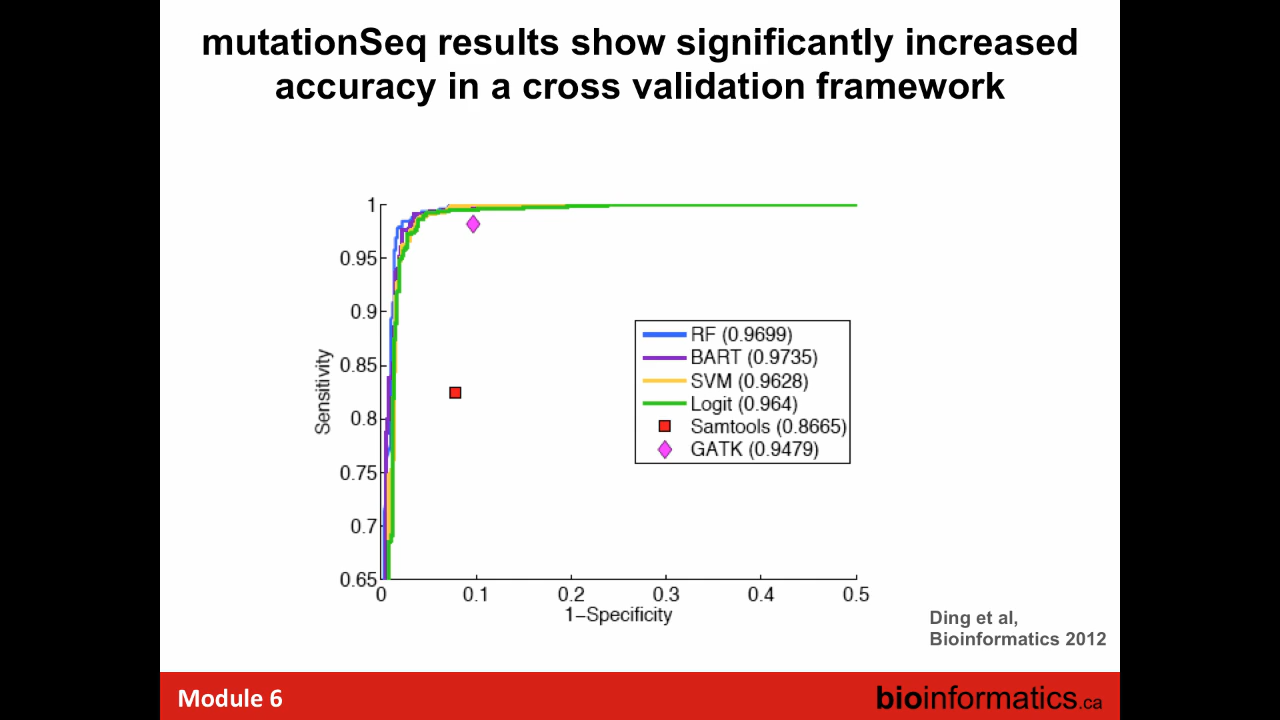 mutationSeq results show significantly increased
accuracy in a cross validation framework
1
0.95
0.9
0.85
0.8
0.75
0.7
0.65
Sensitivity
0
0.1
0.2
0.3
0.4
0.5
1–Specificity
RF (0.9699)
BART (0.9735)
SVM (0.9628)
Logit (0.964)
Samtools (0.8665)
GATK (0.9479)
Ding et al,
Bioinformatics 2012
Module 6
bioinformatics.ca